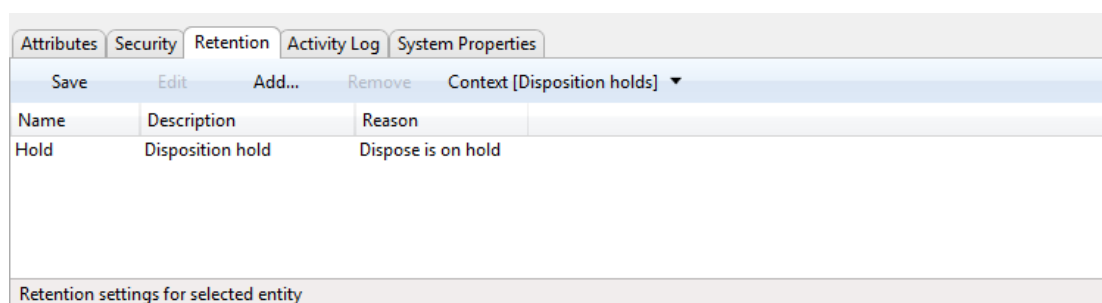 Attributes Security Retention Activity Log System Properties
Save Edit Add... Remove Context [Disposition holds]
Name Description Reason
Hold Disposition hold Dispose is on hold
Retention settings for selected entity